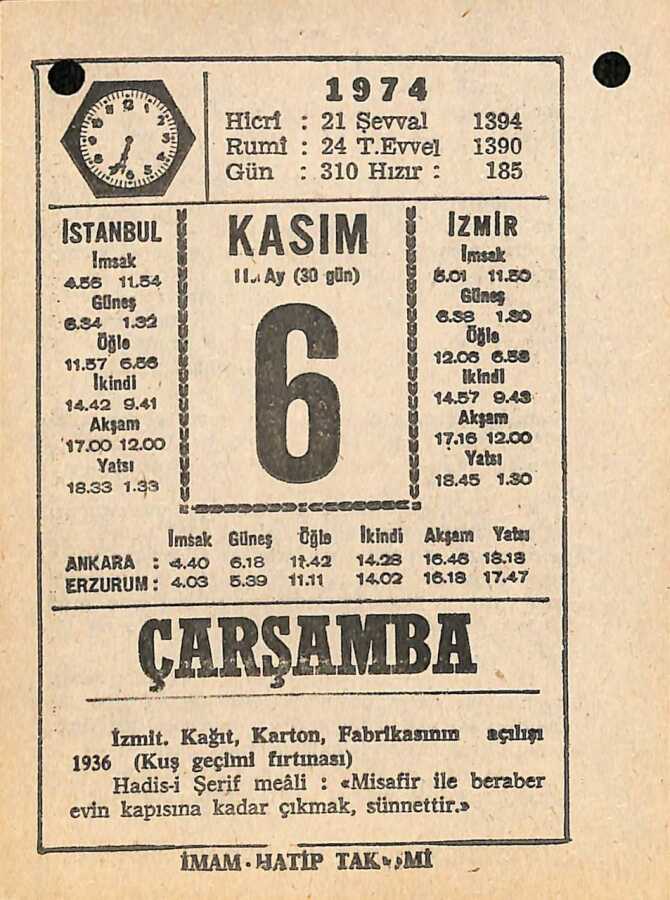 1974
Hicrî : 21 Şevval 1394
Rumî : 24 T.Evvel 1390
Gün : 310 Hızır : 185
İSTANBUL
İmsak
4.56 11.54
Güneş
6.34 1.32
Öğle
11.57 6.56
İkindi
14.42 9.41
Akşam
17.00 12.00
Yatsı
18.33 1.33
KASIM
11. Ay (30 gün)
6
İZMİR
İmsak
5.01 11.50
Güneş
6.38 1.30
Öğle
12.06 6.58
İkindi
14.57 9.43
Akşam
17.16 12.00
Yatsı
18.45 1.30
İmsak Güneş Öğle İkindi Akşam Yatsı
ANKARA : 4.40 6.18 11.42 14.28 16.46 18.18
ERZURUM : 4.03 5.39 11.11 14.02 16.18 17.47
ÇARŞAMBA
İzmit. Kağıt, Karton, Fabrikasının açılışı
1936 (Kuş geçimi fırtınası)
Hadis-i Şerif meâli : «Misafir ile beraber
evin kapısına kadar çıkmak, sünnettir.»
İMAM - HATİP TAKVİMİ